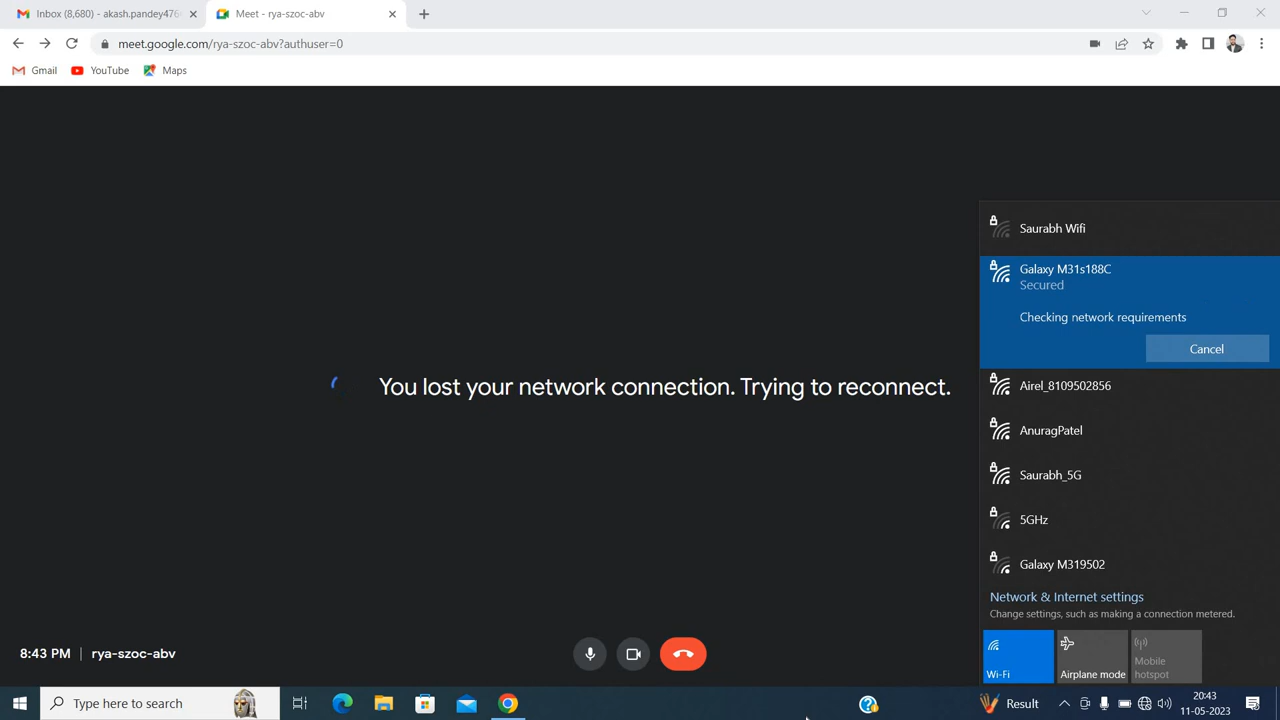 Inbox (8,680) - akash.pandey476
Meet - rya-szoc-abv
meet.google.com/rya-szoc-abv?authuser=0
Gmail
YouTube
Maps
You lost your network connection. Trying to reconnect.
Saurabh Wifi
Galaxy M31s188C
Secured
Checking network requirements
Cancel
Airel_8109502856
AnuragPatel
Saurabh_5G
5GHz
Galaxy M319502
Network & Internet settings
Change settings, such as making a connection metered.
Wi-Fi
Airplane mode
Mobile
hotspot
8:43 PM | rya-szoc-abv
Type here to search
Result
20:43
11-05-2023